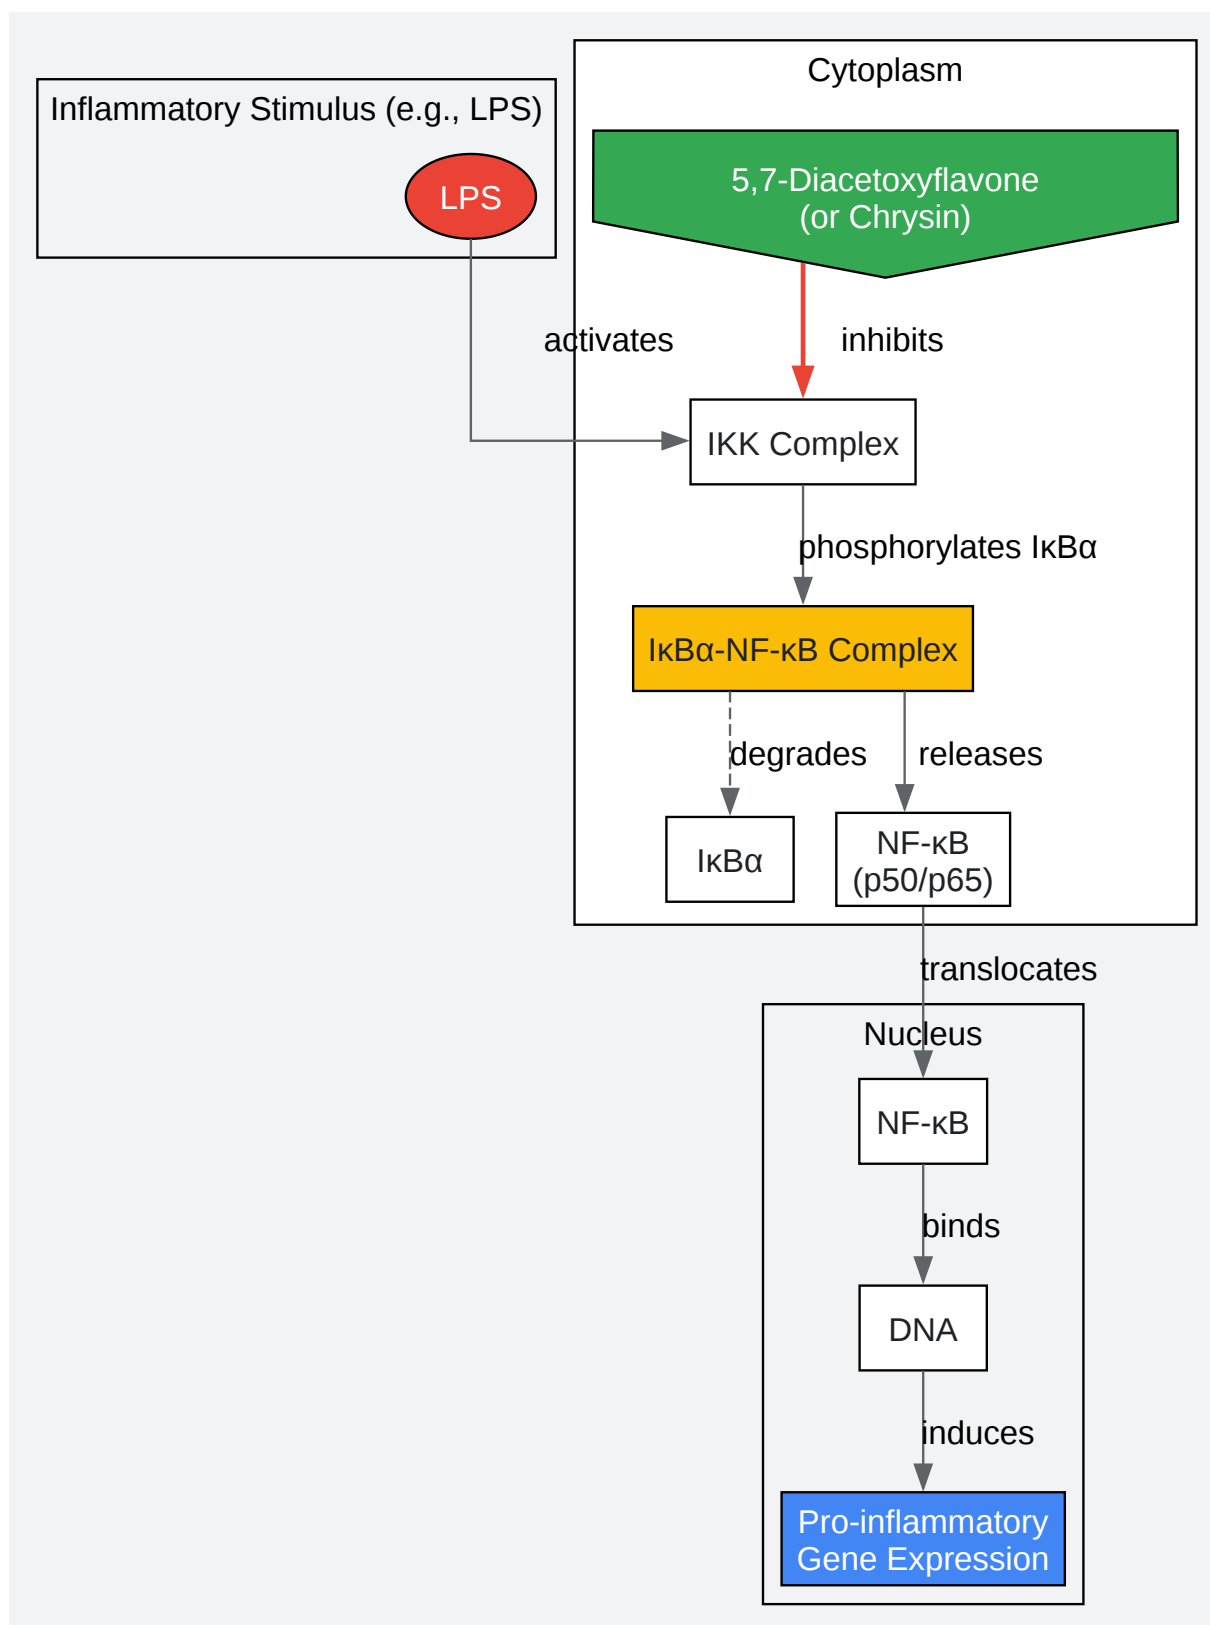 Cytoplasm
Inflammatory Stimulus (e.g., LPS)
LPS
5,7-Diacetoxyflavone
(or Chrysin)
activates
inhibits
IKK Complex
phosphorylates IκBα
IκBα-NF-κB Complex
degrades
releases
IκBα
NF-κB
(p50/p65)
translocates
Nucleus
NF-κB
binds
DNA
induces
Pro-inflammatory
Gene Expression